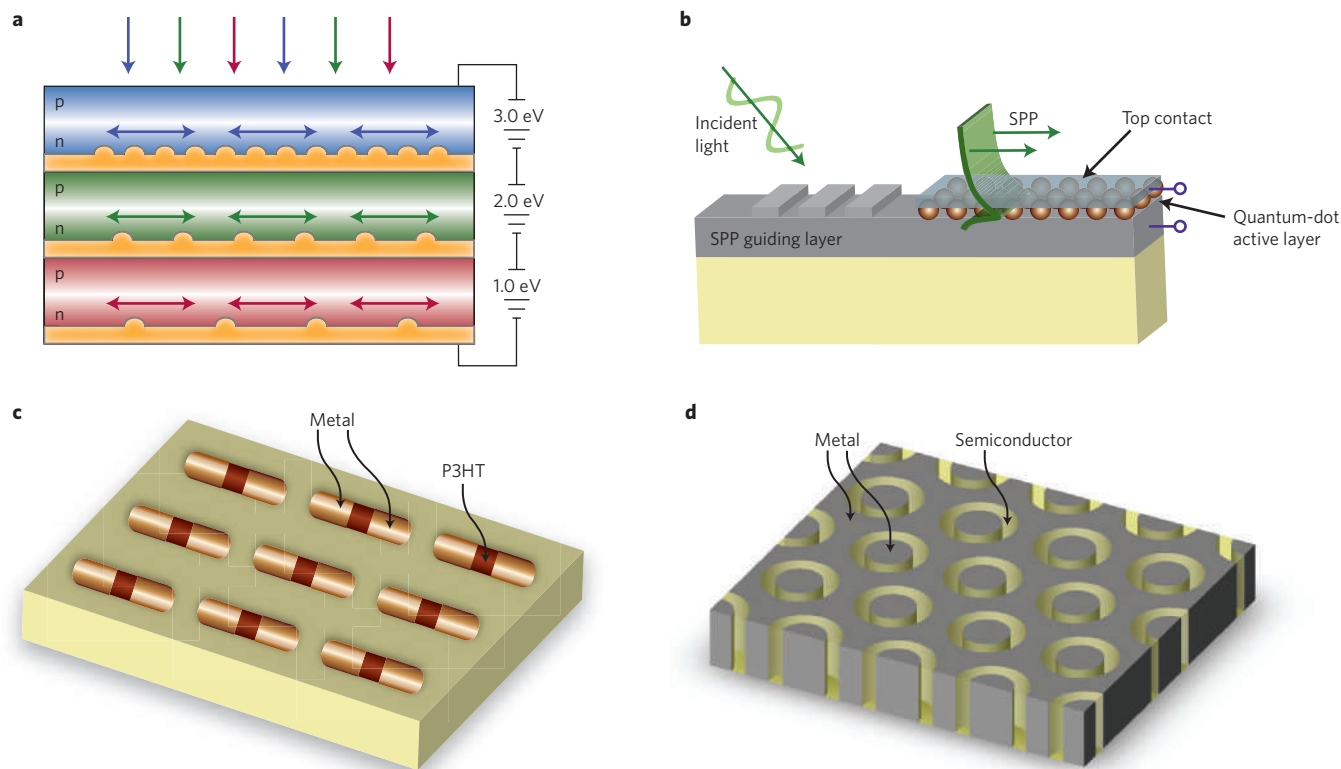 a
p
n
3.0 eV
p
n
2.0 eV
p
n
1.0 eV
b
Incident
light
SPP
Top contact
SPP guiding layer
Quantum-dot
active layer
c
Metal
P3HT
d
Metal
Semiconductor